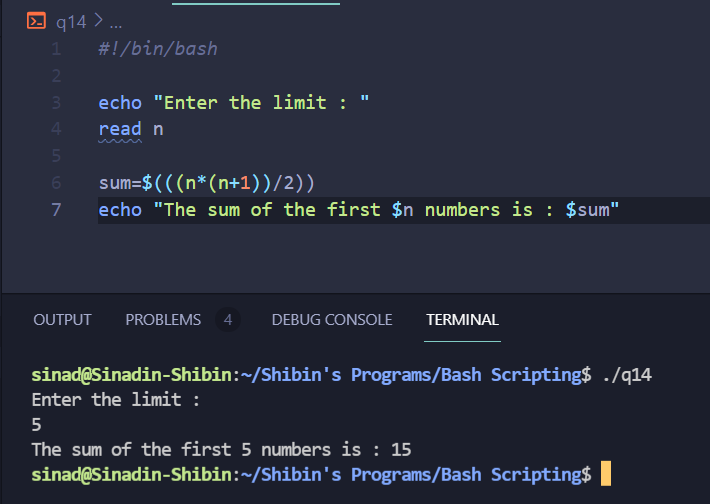 q14 > ...
1 #!/bin/bash
2
3 echo "Enter the limit : "
4 read n
5
6 sum=$(((n*(n+1))/2))
7 echo "The sum of the first $n numbers is : $sum"
OUTPUT PROBLEMS 4 DEBUG CONSOLE TERMINAL
sinad@Sinadin-Shibin:~/Shibin's Programs/Bash Scripting$ ./q14
Enter the limit :
5
The sum of the first 5 numbers is : 15
sinad@Sinadin-Shibin:~/Shibin's Programs/Bash Scripting$